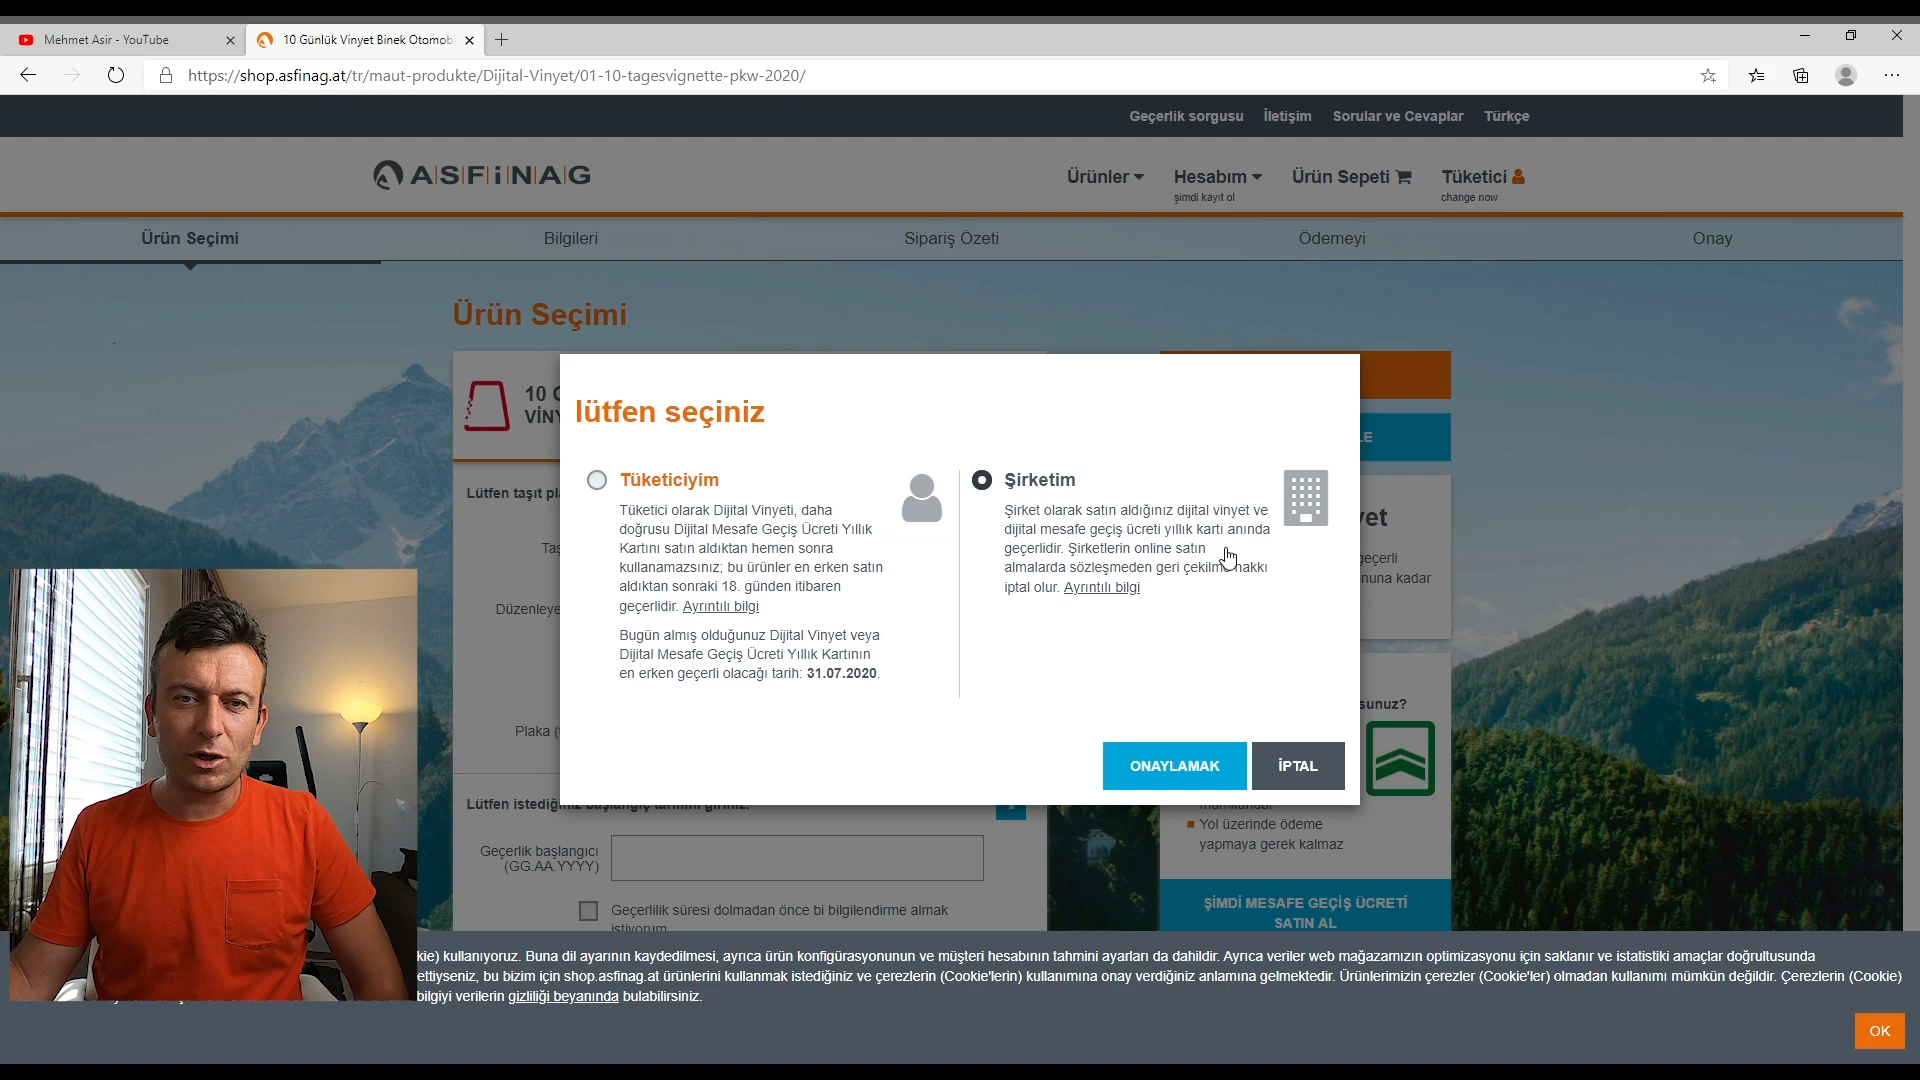 Mehmet Asir - YouTube
10 Günlük Vinyet Binek Otomobi
https://shop.asfinag.at/tr/maut-produkte/Dijital-Vinyet/01-10-tagesvignette-pkw-2020/
Geçerlik sorgusu İletişim Sorular ve Cevaplar Türkçe
ASFiNAG
Ürünler Hesabım Ürün Sepeti Tüketici
şimdi kayıt ol change now
Ürün Seçimi Bilgileri Sipariş Özeti Ödemeyi Onay
Ürün Seçimi
10
lütfen seçiniz
LE
Tüketiciyim
Tüketici olarak Dijital Vinyeti, daha
doğrusu Dijital Mesafe Geçiş Ücreti Yıllık
Kartını satın aldıktan hemen sonra
kullanamazsınız; bu ürünler en erken satın
aldıktan sonraki 18. günden itibaren
geçerlidir. Ayrıntılı bilgi
Bugün almış olduğunuz Dijital Vinyet veya
Dijital Mesafe Geçiş Ücreti Yıllık Kartının
en erken geçerli olacağı tarih: 31.07.2020.
Şirketim
Şirket olarak satın aldığınız dijital vinyet ve
dijital mesafe geçiş ücreti yıllık kartı anında
geçerlidir. Şirketlerin online satın
almalarda sözleşmeden geri çekilme hakkı
iptal olur. Ayrıntılı bilgi
ONAYLAMAK İPTAL
Lütfen taşıt
Düzenleye
Plaka
yet
geçerli
nuna kadar
sunuz?
Yol üzerinde ödeme
yapmaya gerek kalmaz
ŞİMDİ MESAFE GEÇİŞ ÜCRETİ
SATIN AL
Geçerlik başlangıcı
(GG.AA.YYYY)
Geçerlilik süresi dolmadan önce bi bilgilendirme almak
istiyorum
kie) kullanıyoruz. Buna dil ayarının kaydedilmesi, ayrıca ürün konfigürasyonunun ve müşteri hesabının tahmini ayarları da dahildir. Ayrıca veriler web mağazamızın optimizasyonu için saklanır ve istatistiki amaçlar doğrultusunda
ettiyseniz, bu bizim için shop.asfinag.at ürünlerini kullanmak istediğiniz ve çerezlerin (Cookie'lerin) kullanımına onay verdiğiniz anlamına gelmektedir. Ürünlerimizin çerezler (Cookie'ler) olmadan kullanımı mümkün değildir. Çerezlerin (Cookie)
bilgiyi verilerin gizliliği beyanında bulabilirsiniz.
OK